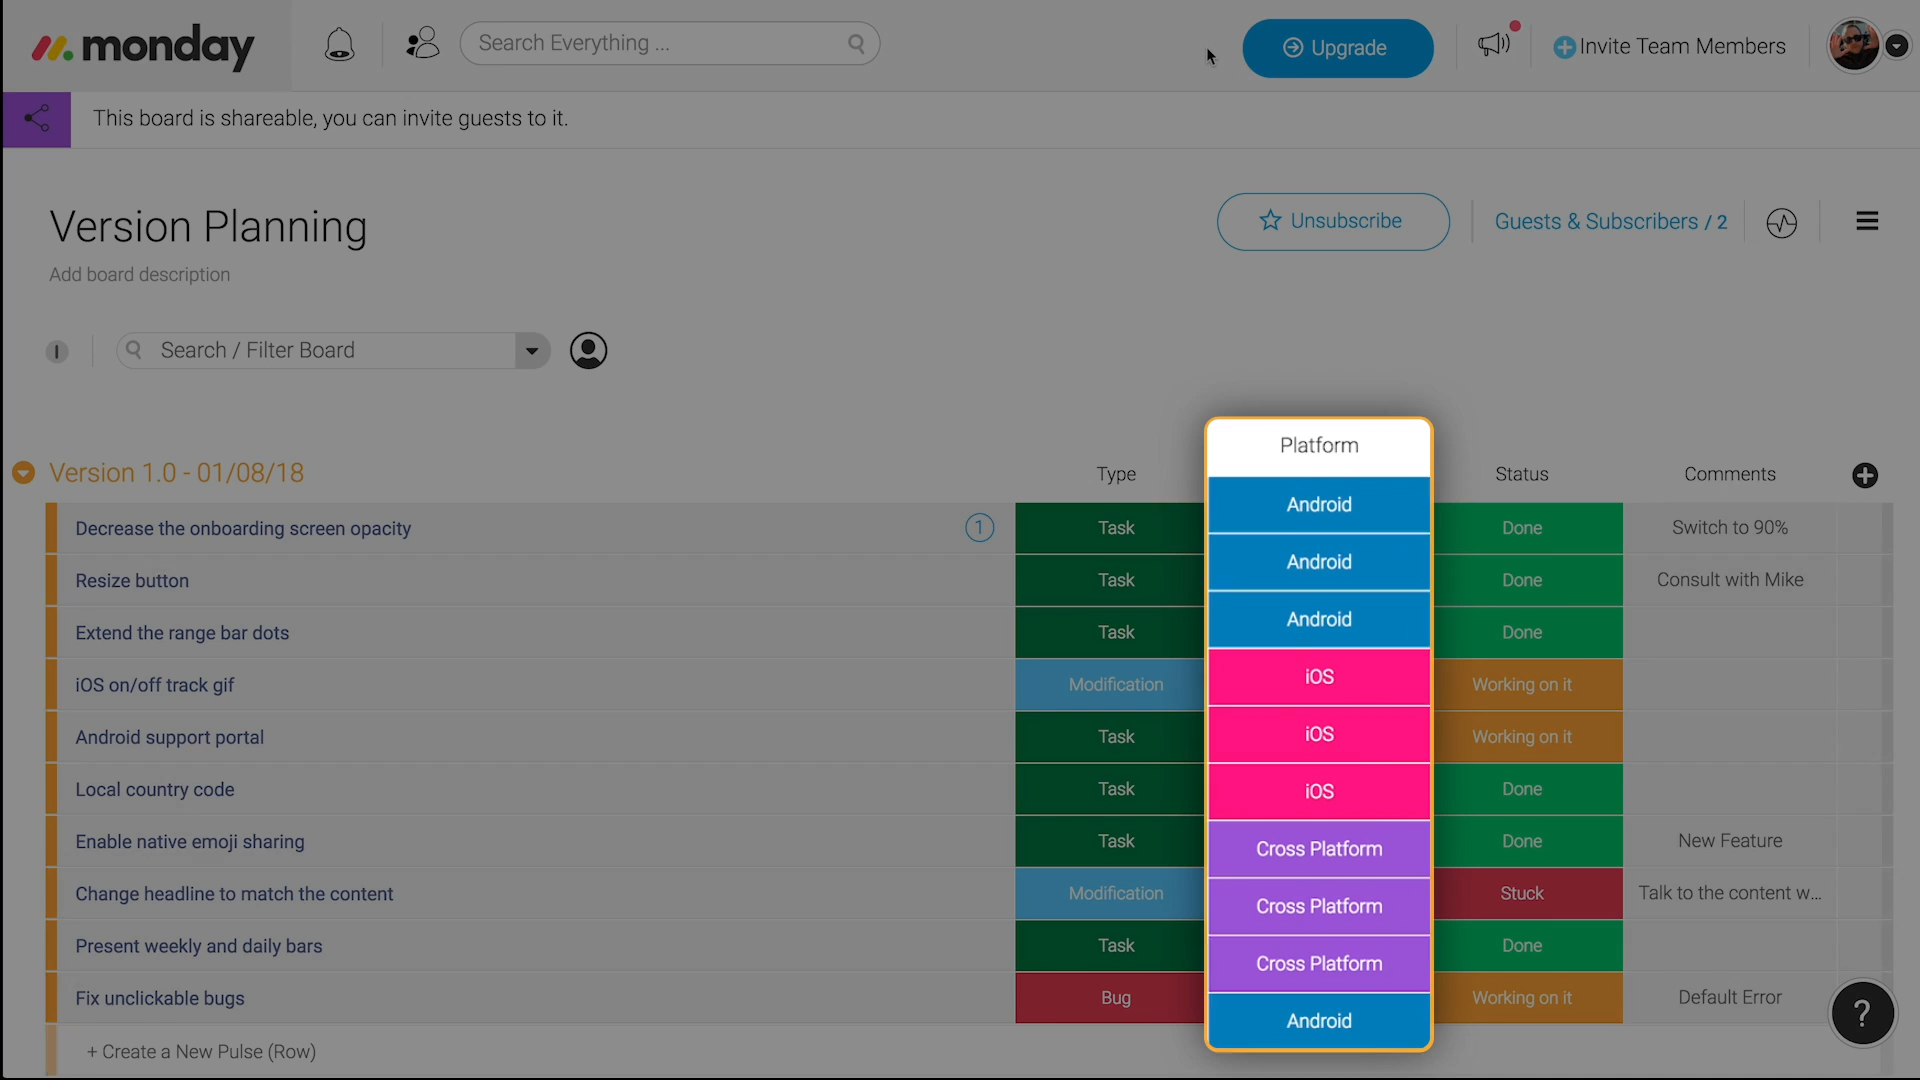 monday
Search Everything ...
Upgrade
Invite Team Members
This board is shareable, you can invite guests to it.
Version Planning
Unsubscribe
Guests & Subscribers / 2
Add board description
Search / Filter Board
Version 1.0 - 01/08/18
Type
Platform
Status
Comments
Decrease the onboarding screen opacity 1 Task Android Done Switch to 90%
Resize button Task Android Done Consult with Mike
Extend the range bar dots Task Android Done
iOS on/off track gif Modification iOS Working on it
Android support portal Task iOS Working on it
Local country code Task iOS Done
Enable native emoji sharing Task Cross Platform Done New Feature
Change headline to match the content Modification Cross Platform Stuck Talk to the content w...
Present weekly and daily bars Task Cross Platform Done
Fix unclickable bugs Bug Android Working on it Default Error
+ Create a New Pulse (Row)
?